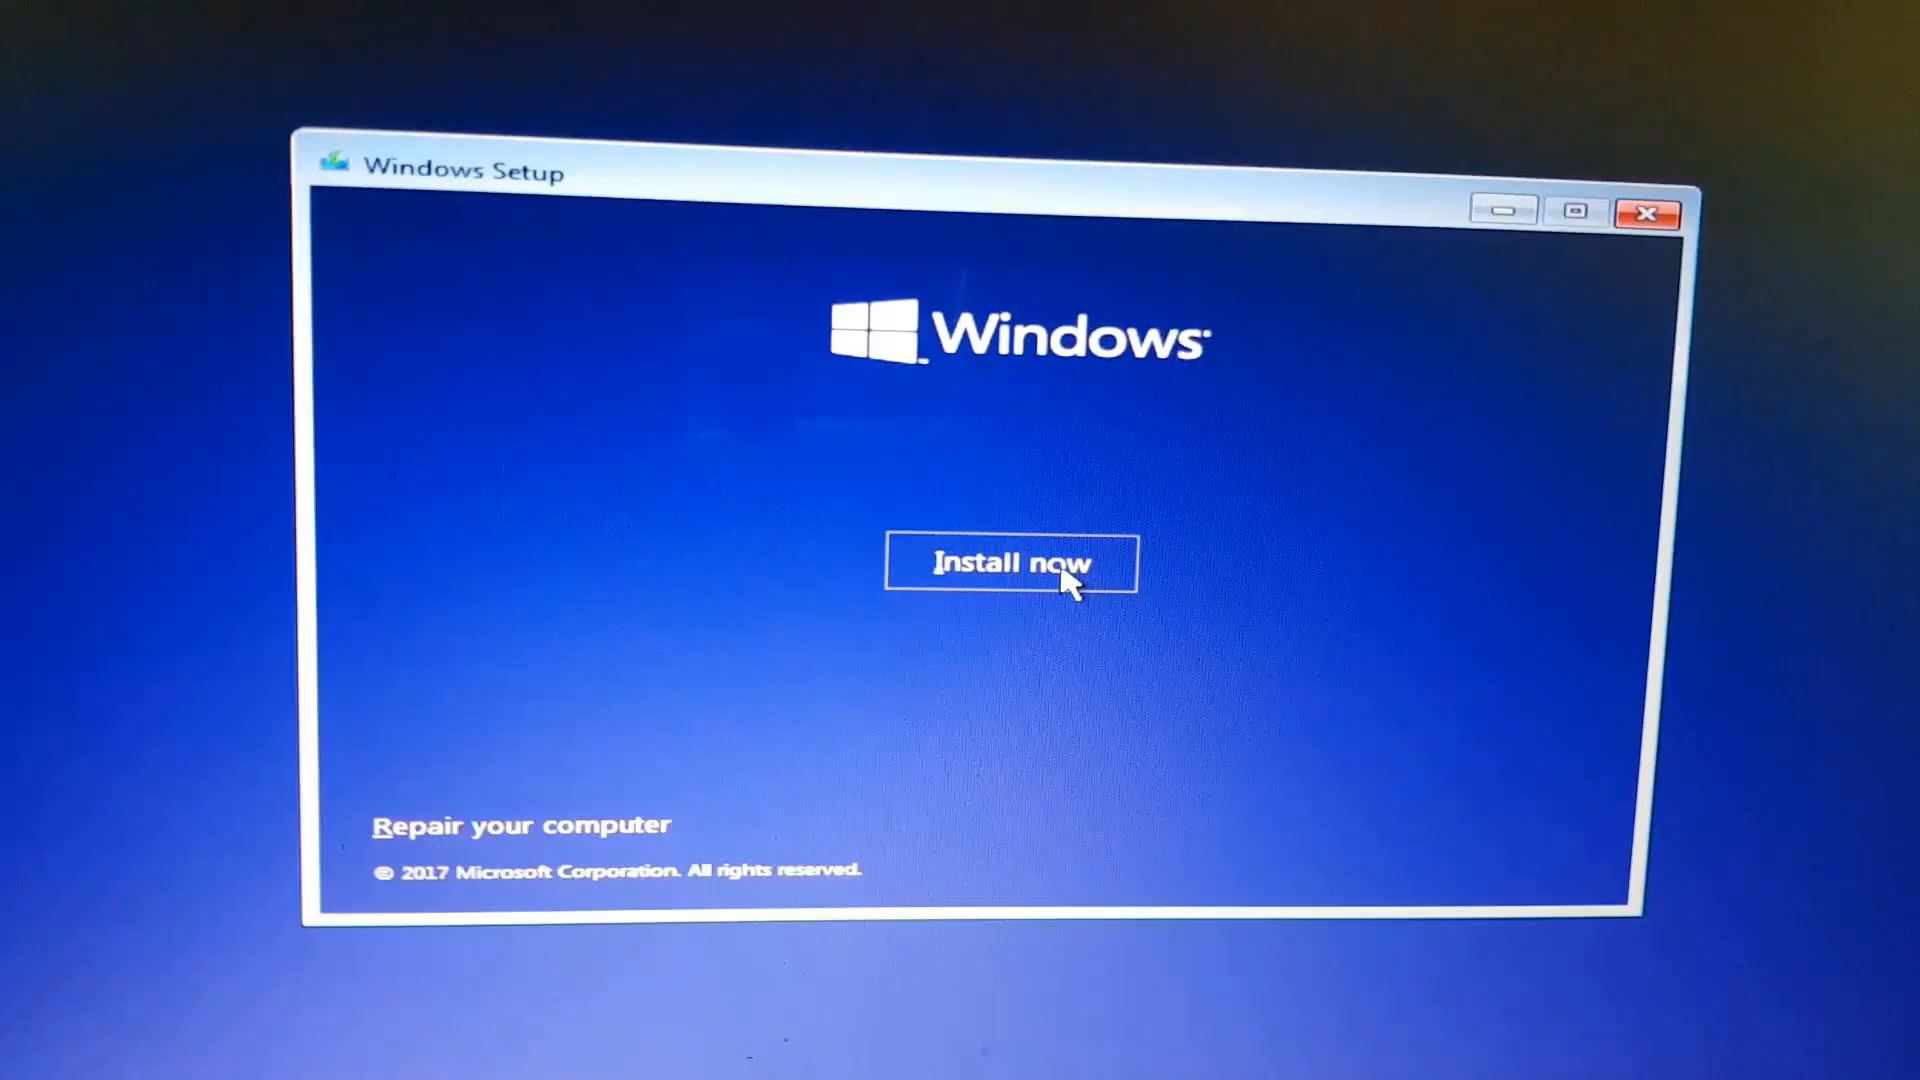 Windows Setup
Windows
Install now
Repair your computer
© 2017 Microsoft Corporation. All rights reserved.